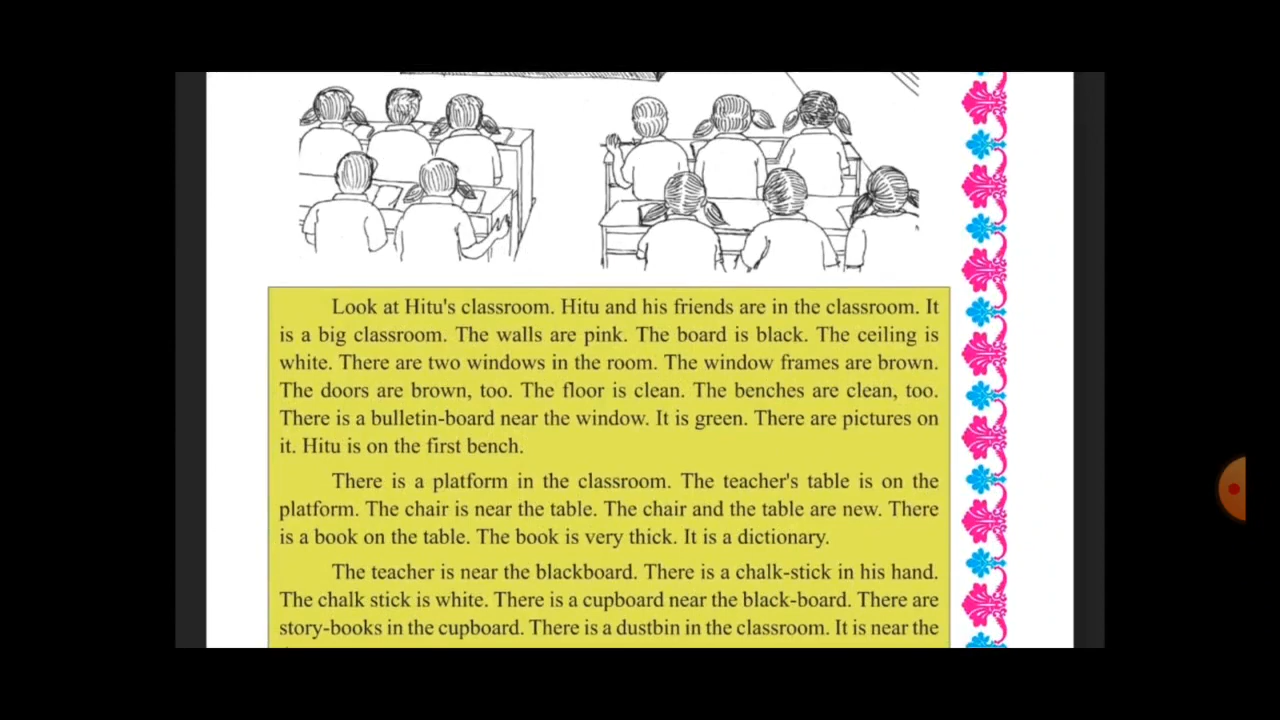 Look at Hitu's classroom. Hitu and his friends are in the classroom. It
is a big classroom. The walls are pink. The board is black. The ceiling is
white. There are two windows in the room. The window frames are brown.
The doors are brown, too. The floor is clean. The benches are clean, too.
There is a bulletin-board near the window. It is green. There are pictures on
it. Hitu is on the first bench.
There is a platform in the classroom. The teacher's table is on the
platform. The chair is near the table. The chair and the table are new. There
is a book on the table. The book is very thick. It is a dictionary.
The teacher is near the blackboard. There is a chalk-stick in his hand.
The chalk stick is white. There is a cupboard near the black-board. There are
story-books in the cupboard. There is a dustbin in the classroom. It is near the